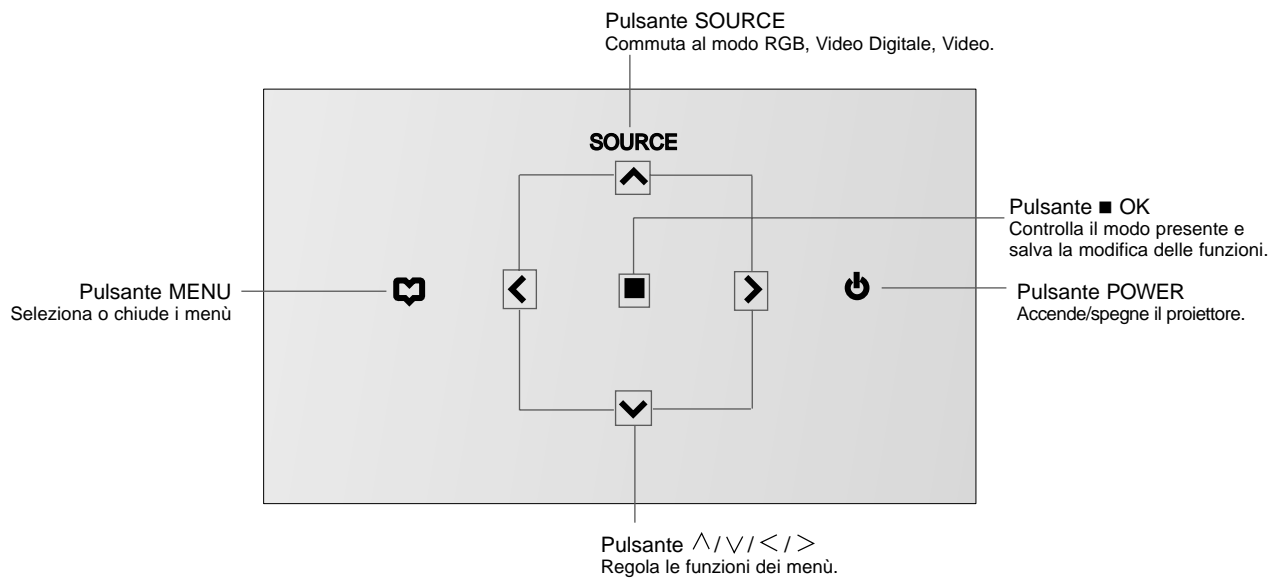 Pulsante SOURCE
Commuta al modo RGB, Video Digitale, Video.
SOURCE
Pulsante ■ OK
Controlla il modo presente e
salva la modifica delle funzioni.
Pulsante MENU
Seleziona o chiude i menù
Pulsante POWER
Accende/spegne il proiettore.
Pulsante ∧/∨/</>
Regola le funzioni dei menù.